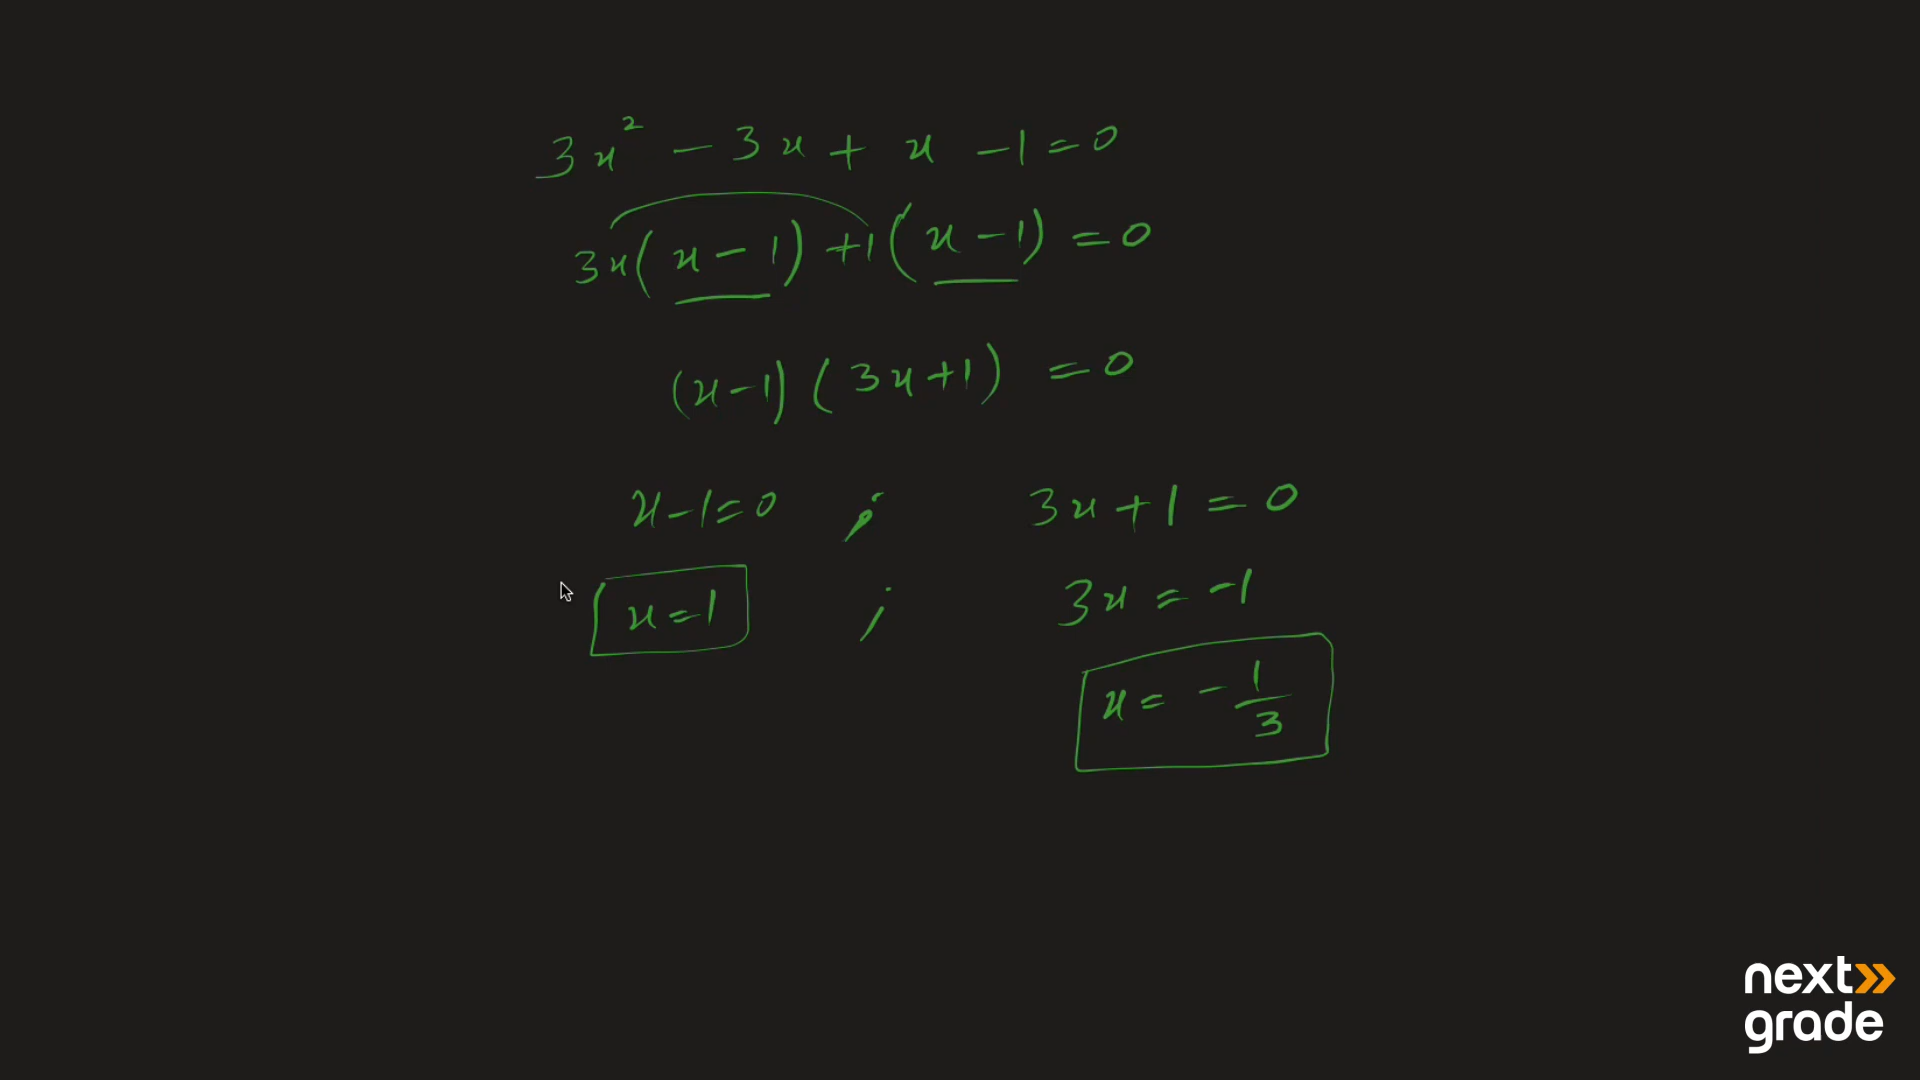 3x² - 3x + x - 1 = 0
3x(x - 1) + 1(x - 1) = 0
(x - 1)(3x + 1) = 0
x - 1 = 0 ; 3x + 1 = 0
x = 1 ; 3x = -1
x = -1/3
next
grade